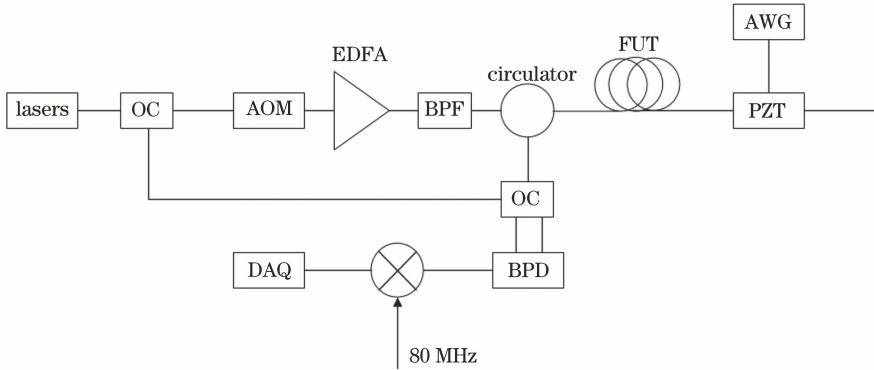 AWG
EDFA
FUT
circulator
lasers
OC
AOM
BPF
PZT
OC
DAQ
BPD
80 MHz